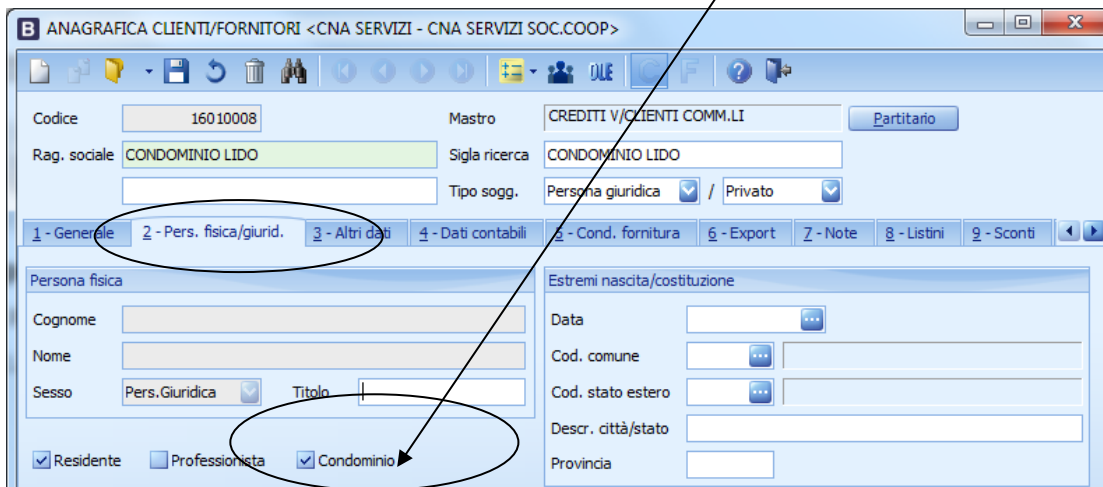 B ANAGRAFICA CLIENTI/FORNITORI <CNA SERVIZI - CNA SERVIZI SOC.COOP>
DLE C F ?
Codice 16010008 Mastro CREDITI V/CLIENTI COMM.LI Partitario
Rag. sociale CONDOMINIO LIDO Sigla ricerca CONDOMINIO LIDO
Tipo sogg. Persona giuridica / Privato
1 - Generale 2 - Pers. fisica/giurid. 3 - Altri dati 4 - Dati contabili 5 - Cond. fornitura 6 - Export 7 - Note 8 - Listini 9 - Sconti
Persona fisica Estremi nascita/costituzione
Cognome Data
Nome Cod. comune
Sesso Pers.Giuridica Titolo Cod. stato estero
Descr. città/stato
Residente Professionista Condominio Provincia